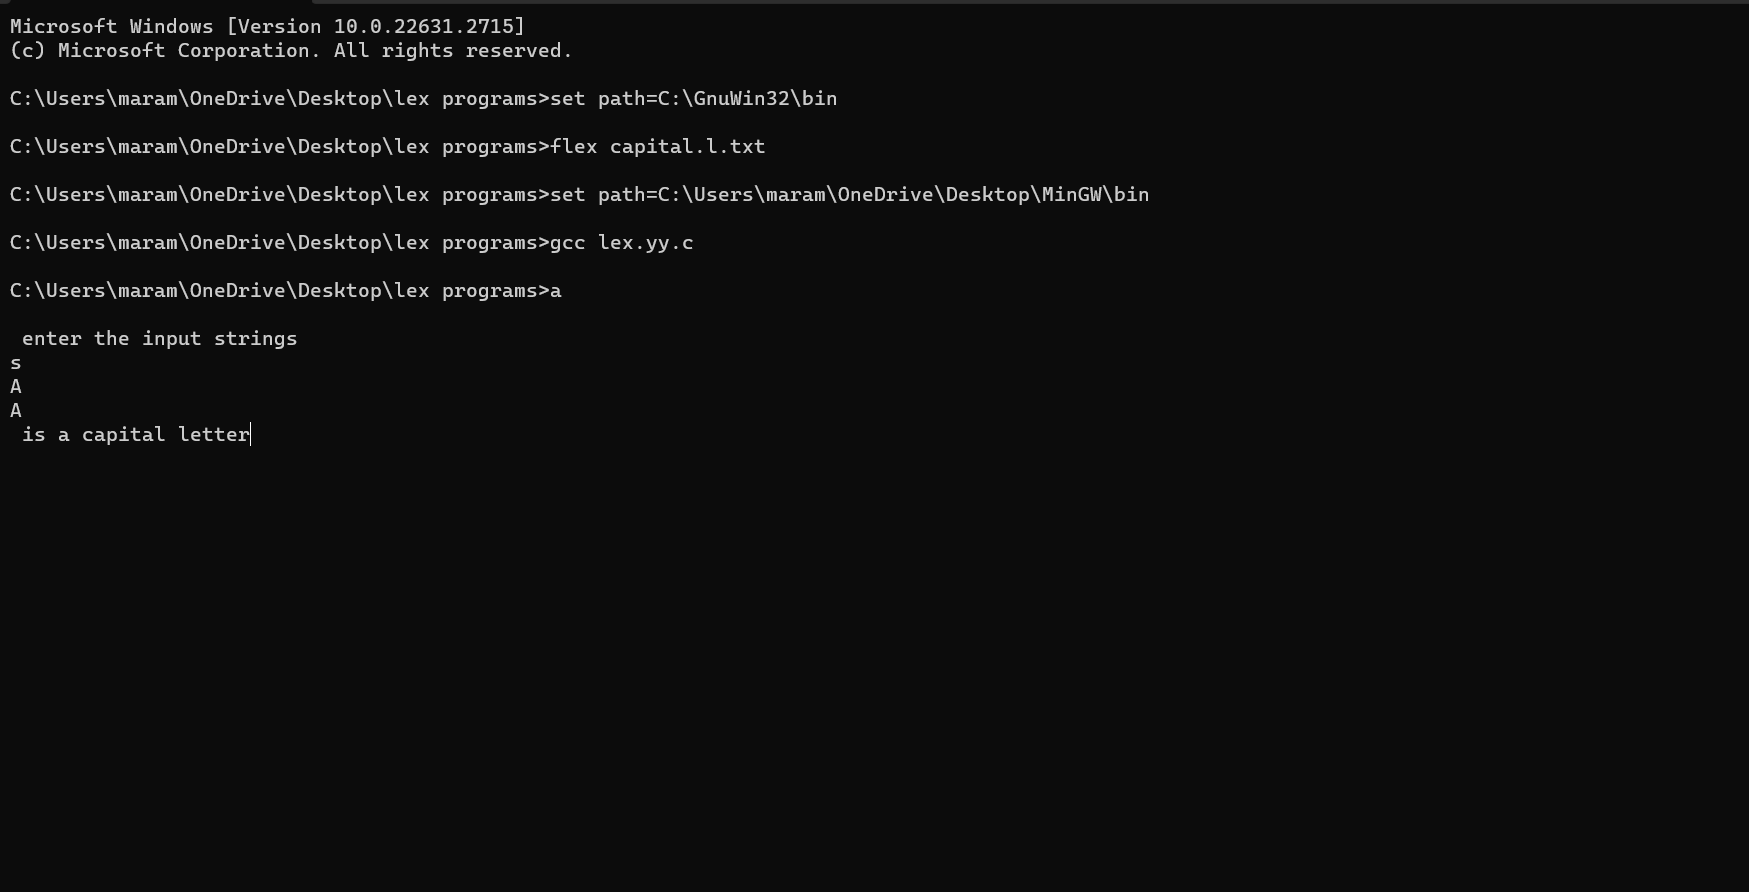 Microsoft Windows [Version 10.0.22631.2715]
(c) Microsoft Corporation. All rights reserved.
C:\Users\maram\OneDrive\Desktop\lex programs>set path=C:\GnuWin32\bin
C:\Users\maram\OneDrive\Desktop\lex programs>flex capital.l.txt
C:\Users\maram\OneDrive\Desktop\lex programs>set path=C:\Users\maram\OneDrive\Desktop\MinGW\bin
C:\Users\maram\OneDrive\Desktop\lex programs>gcc lex.yy.c
C:\Users\maram\OneDrive\Desktop\lex programs>a
enter the input strings
s
A
A
is a capital letter